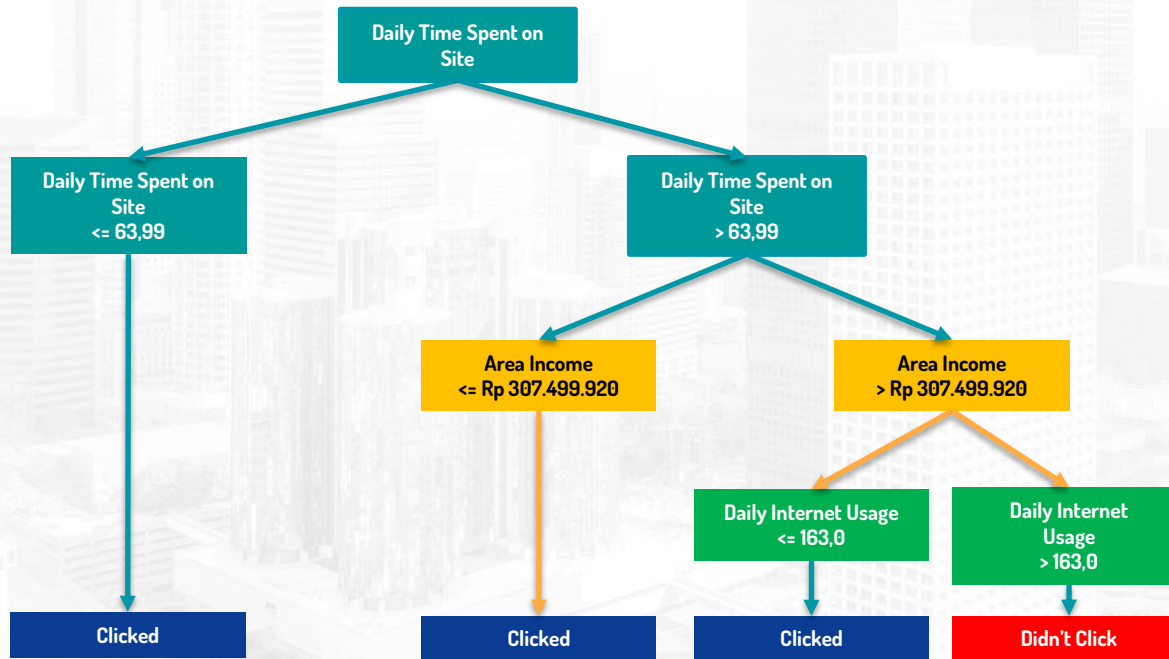 Daily Time Spent on
Site
Daily Time Spent on
Site
<= 63,99
Daily Time Spent on
Site
> 63,99
Area Income
<= Rp 307.499.920
Area Income
> Rp 307.499.920
Daily Internet Usage
<= 163,0
Daily Internet
Usage
> 163,0
Clicked
Clicked
Clicked
Didn't Click